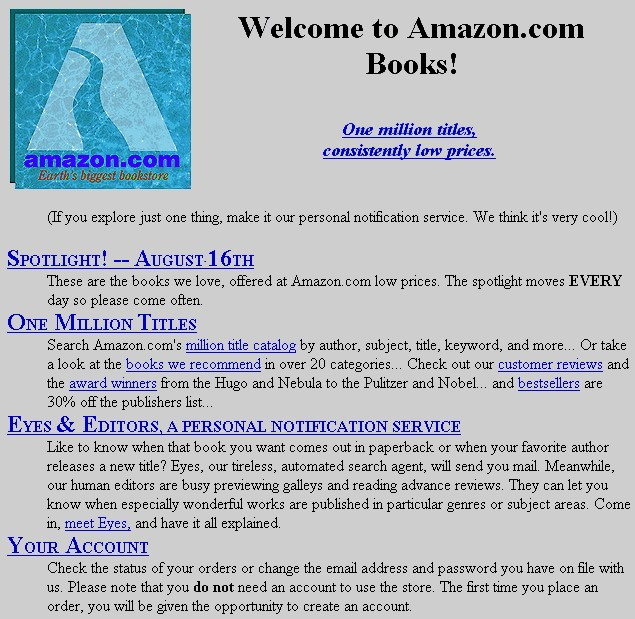 amazon.com
Earth's biggest bookstore
Welcome to Amazon.com
Books!
One million titles,
consistently low prices.
(If you explore just one thing, make it our personal notification service. We think it's very cool!)
SPOTLIGHT! -- AUGUST 16TH
These are the books we love, offered at Amazon.com low prices. The spotlight moves EVERY
day so please come often.
ONE MILLION TITLES
Search Amazon.com's million title catalog by author, subject, title, keyword, and more... Or take
a look at the books we recommend in over 20 categories... Check out our customer reviews and
the award winners from the Hugo and Nebula to the Pulitzer and Nobel... and bestsellers are
30% off the publishers list...
EYES & EDITORS, A PERSONAL NOTIFICATION SERVICE
Like to know when that book you want comes out in paperback or when your favorite author
releases a new title? Eyes, our tireless, automated search agent, will send you mail. Meanwhile,
our human editors are busy previewing galleys and reading advance reviews. They can let you
know when especially wonderful works are published in particular genres or subject areas. Come
in, meet Eyes, and have it all explained.
YOUR ACCOUNT
Check the status of your orders or change the email address and password you have on file with
us. Please note that you do not need an account to use the store. The first time you place an
order, you will be given the opportunity to create an account.